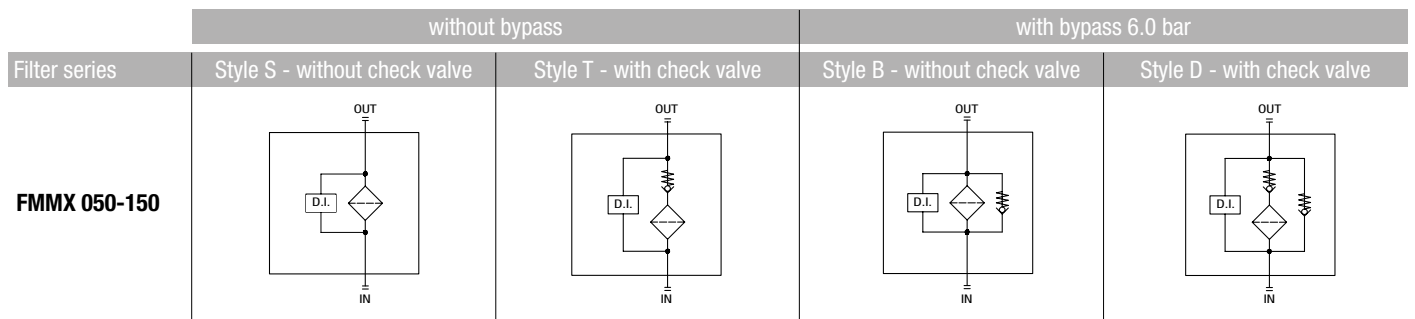 without bypass with bypass 6.0 bar
Filter series Style S - without check valve Style T - with check valve Style B - without check valve Style D - with check valve
OUT OUT OUT OUT
FMMX 050-150 D.I. D.I. D.I. D.I.
IN IN IN IN